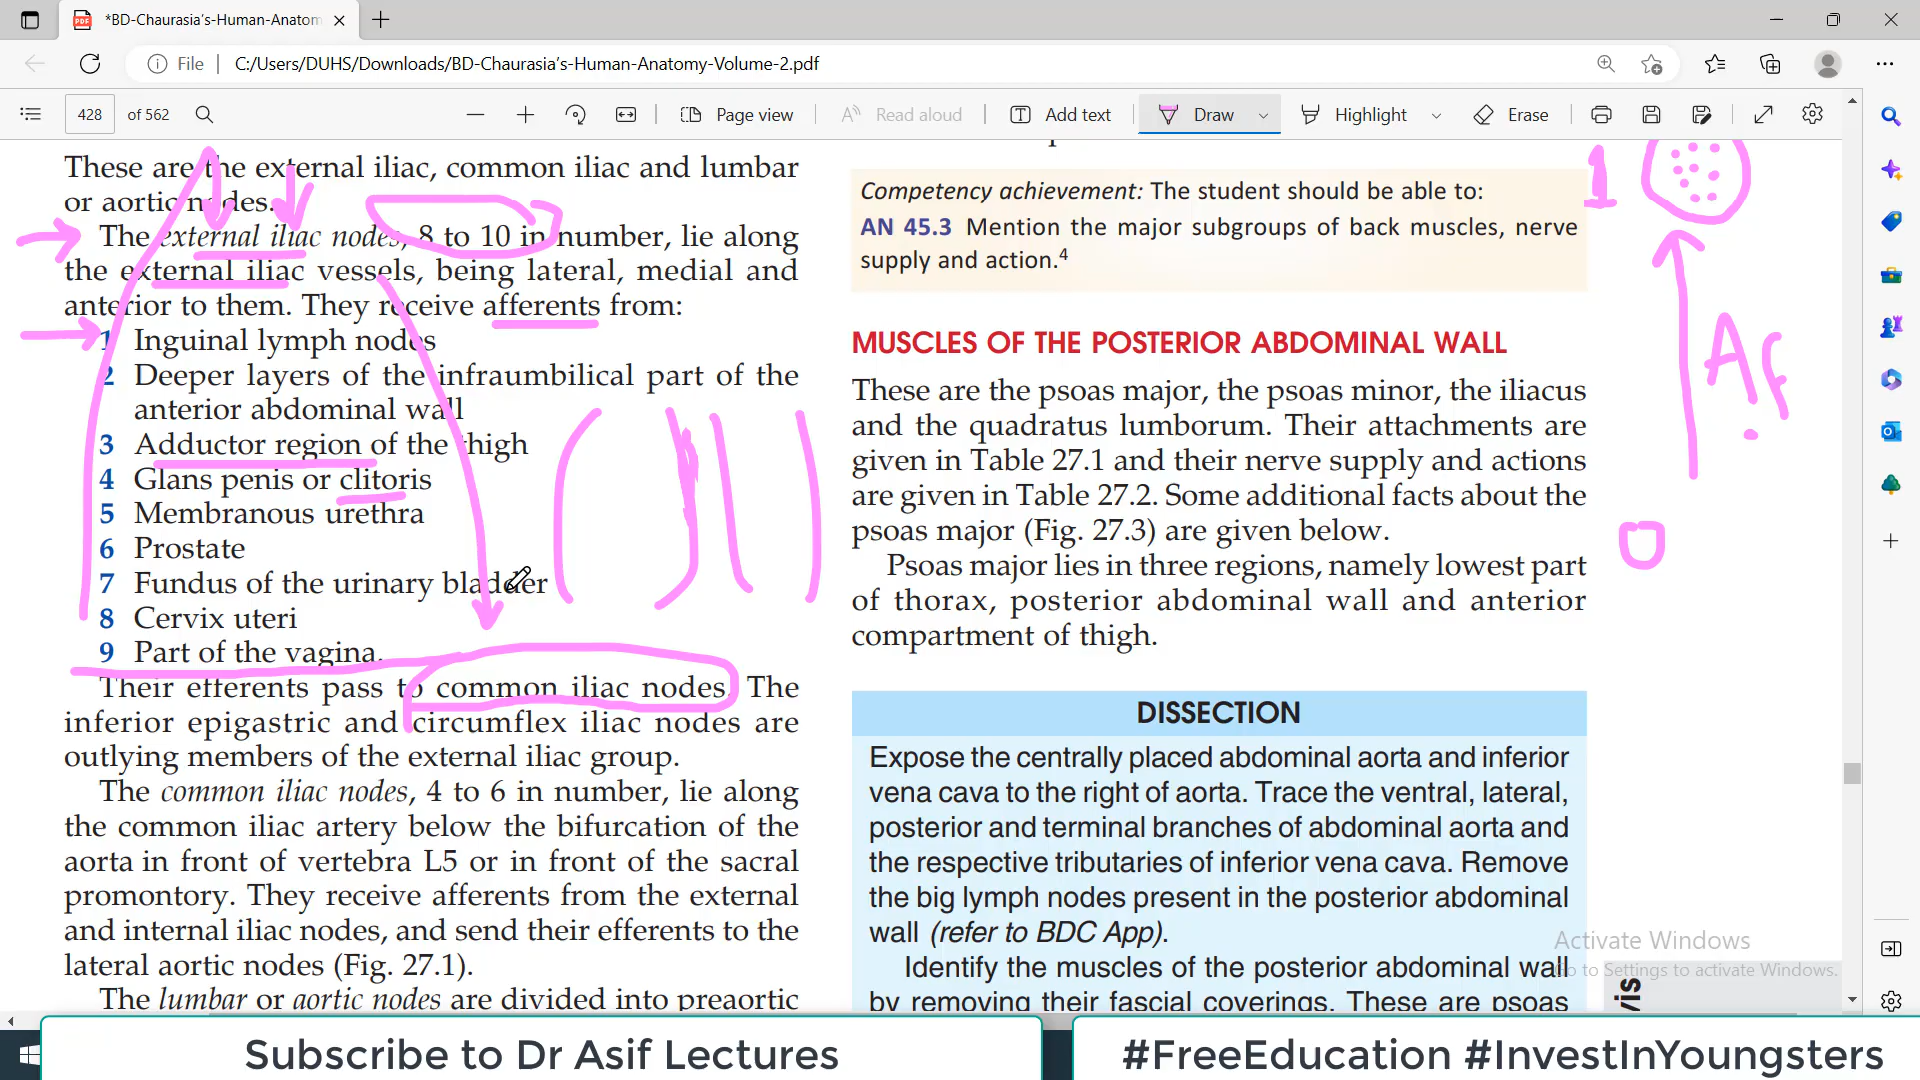 *BD-Chaurasia's-Human-Anatom
File
C:/Users/DUHS/Downloads/BD-Chaurasia's-Human-Anatomy-Volume-2.pdf
428 of 562
Page view
Read aloud
Add text
Draw
Highlight
Erase
These are the external iliac, common iliac and lumbar
or aortic nodes.
The external iliac nodes, 8 to 10 in number, lie along
the external iliac vessels, being lateral, medial and
anterior to them. They receive afferents from:
1 Inguinal lymph nodes
2 Deeper layers of the infraumbilical part of the
anterior abdominal wall
3 Adductor region of the thigh
4 Glans penis or clitoris
5 Membranous urethra
6 Prostate
7 Fundus of the urinary bladder
8 Cervix uteri
9 Part of the vagina.
Their efferents pass to common iliac nodes. The
inferior epigastric and circumflex iliac nodes are
outlying members of the external iliac group.
The common iliac nodes, 4 to 6 in number, lie along
the common iliac artery below the bifurcation of the
aorta in front of vertebra L5 or in front of the sacral
promontory. They receive afferents from the external
and internal iliac nodes, and send their efferents to the
lateral aortic nodes (Fig. 27.1).
The lumbar or aortic nodes are divided into preaortic
Competency achievement: The student should be able to:
AN 45.3 Mention the major subgroups of back muscles, nerve
supply and action.4
MUSCLES OF THE POSTERIOR ABDOMINAL WALL
These are the psoas major, the psoas minor, the iliacus
and the quadratus lumborum. Their attachments are
given in Table 27.1 and their nerve supply and actions
are given in Table 27.2. Some additional facts about the
psoas major (Fig. 27.3) are given below.
Psoas major lies in three regions, namely lowest part
of thorax, posterior abdominal wall and anterior
compartment of thigh.
DISSECTION
Expose the centrally placed abdominal aorta and inferior
vena cava to the right of aorta. Trace the ventral, lateral,
posterior and terminal branches of abdominal aorta and
the respective tributaries of inferior vena cava. Remove
the big lymph nodes present in the posterior abdominal
wall (refer to BDC App).
Identify the muscles of the posterior abdominal wall
by removing their fascial coverings. These are psoas
1
Af
Activate Windows
Go to Settings to activate Windows.
vis
Subscribe to Dr Asif Lectures
#FreeEducation #InvestInYoungsters